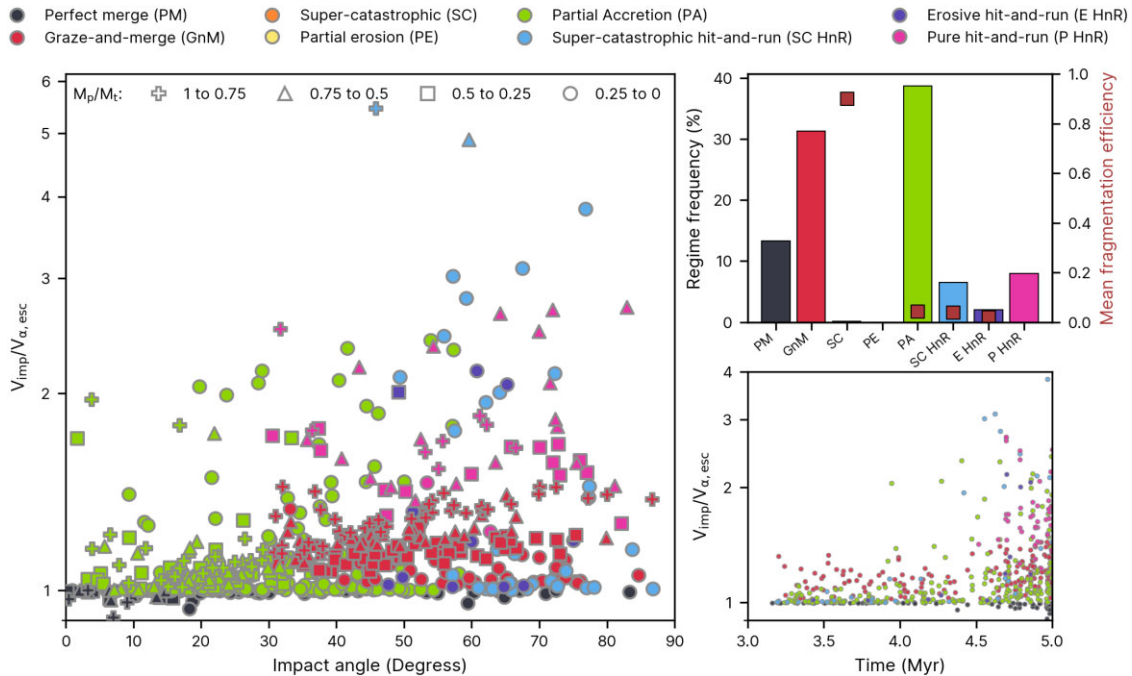 Perfect merge (PM)
Super-catastrophic (SC)
Partial Accretion (PA)
Erosive hit-and-run (E HnR)
Graze-and-merge (GnM)
Partial erosion (PE)
Super-catastrophic hit-and-run (SC HnR)
Pure hit-and-run (P HnR)
Mp/Mt:
1 to 0.75
0.75 to 0.5
0.5 to 0.25
0.25 to 0
6
5
4
3
2
1
Vimp/Vα,esc
0
10
20
30
40
50
60
70
80
90
Impact angle (Degress)
40
30
20
10
0
Regime frequency (%)
1.0
0.8
0.6
0.4
0.2
0.0
Mean fragmentation efficiency
PM
GnM
SC
PE
PA
SC HnR
E HnR
P HnR
4
3
2
1
Vimp/Vα,esc
3.0
3.5
4.0
4.5
5.0
Time (Myr)